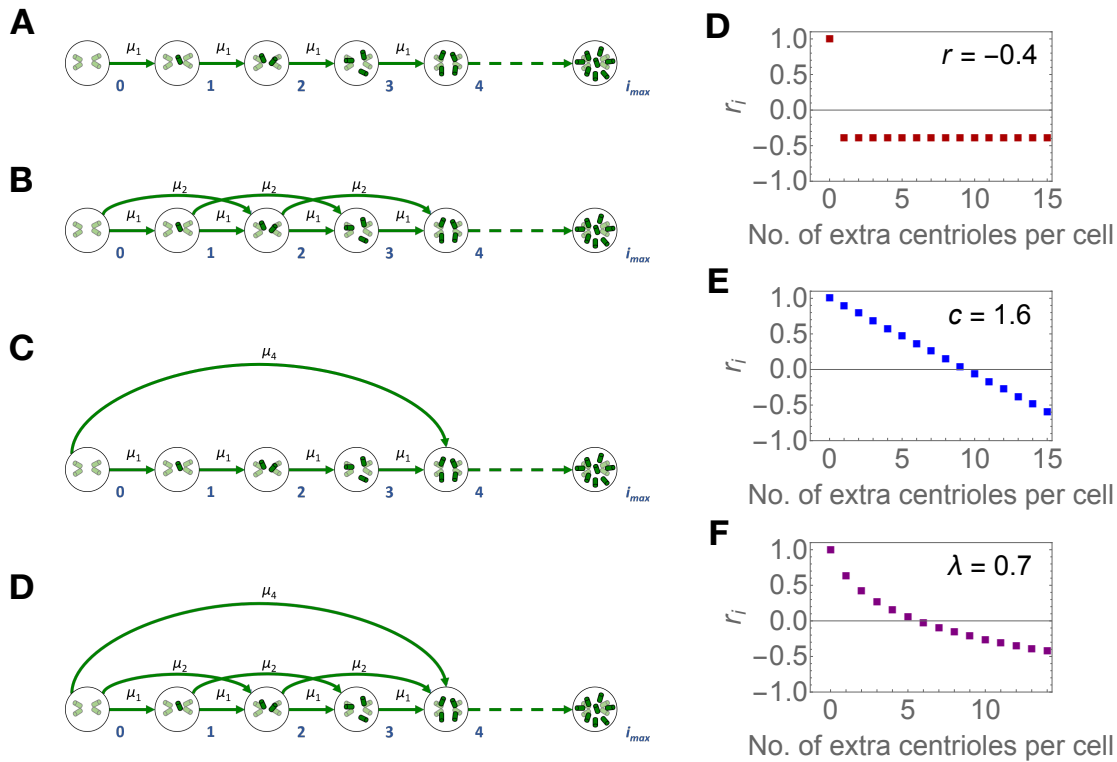 A
μ1 μ1 μ1 μ1
0 1 2 3 4 imax
B
μ2 μ2 μ2
μ1 μ1 μ1 μ1
0 1 2 3 4 imax
C
μ4
μ1 μ1 μ1 μ1
0 1 2 3 4 imax
D
μ4
μ2 μ2 μ2
μ1 μ1 μ1 μ1
0 1 2 3 4 imax
D
r = −0.4
ri
1.0
0.5
0.0
−0.5
−1.0
0 5 10 15
No. of extra centrioles per cell
E
c = 1.6
ri
1.0
0.5
0.0
−0.5
−1.0
0 5 10 15
No. of extra centrioles per cell
F
λ = 0.7
ri
1.0
0.5
0.0
−0.5
−1.0
0 5 10
No. of extra centrioles per cell